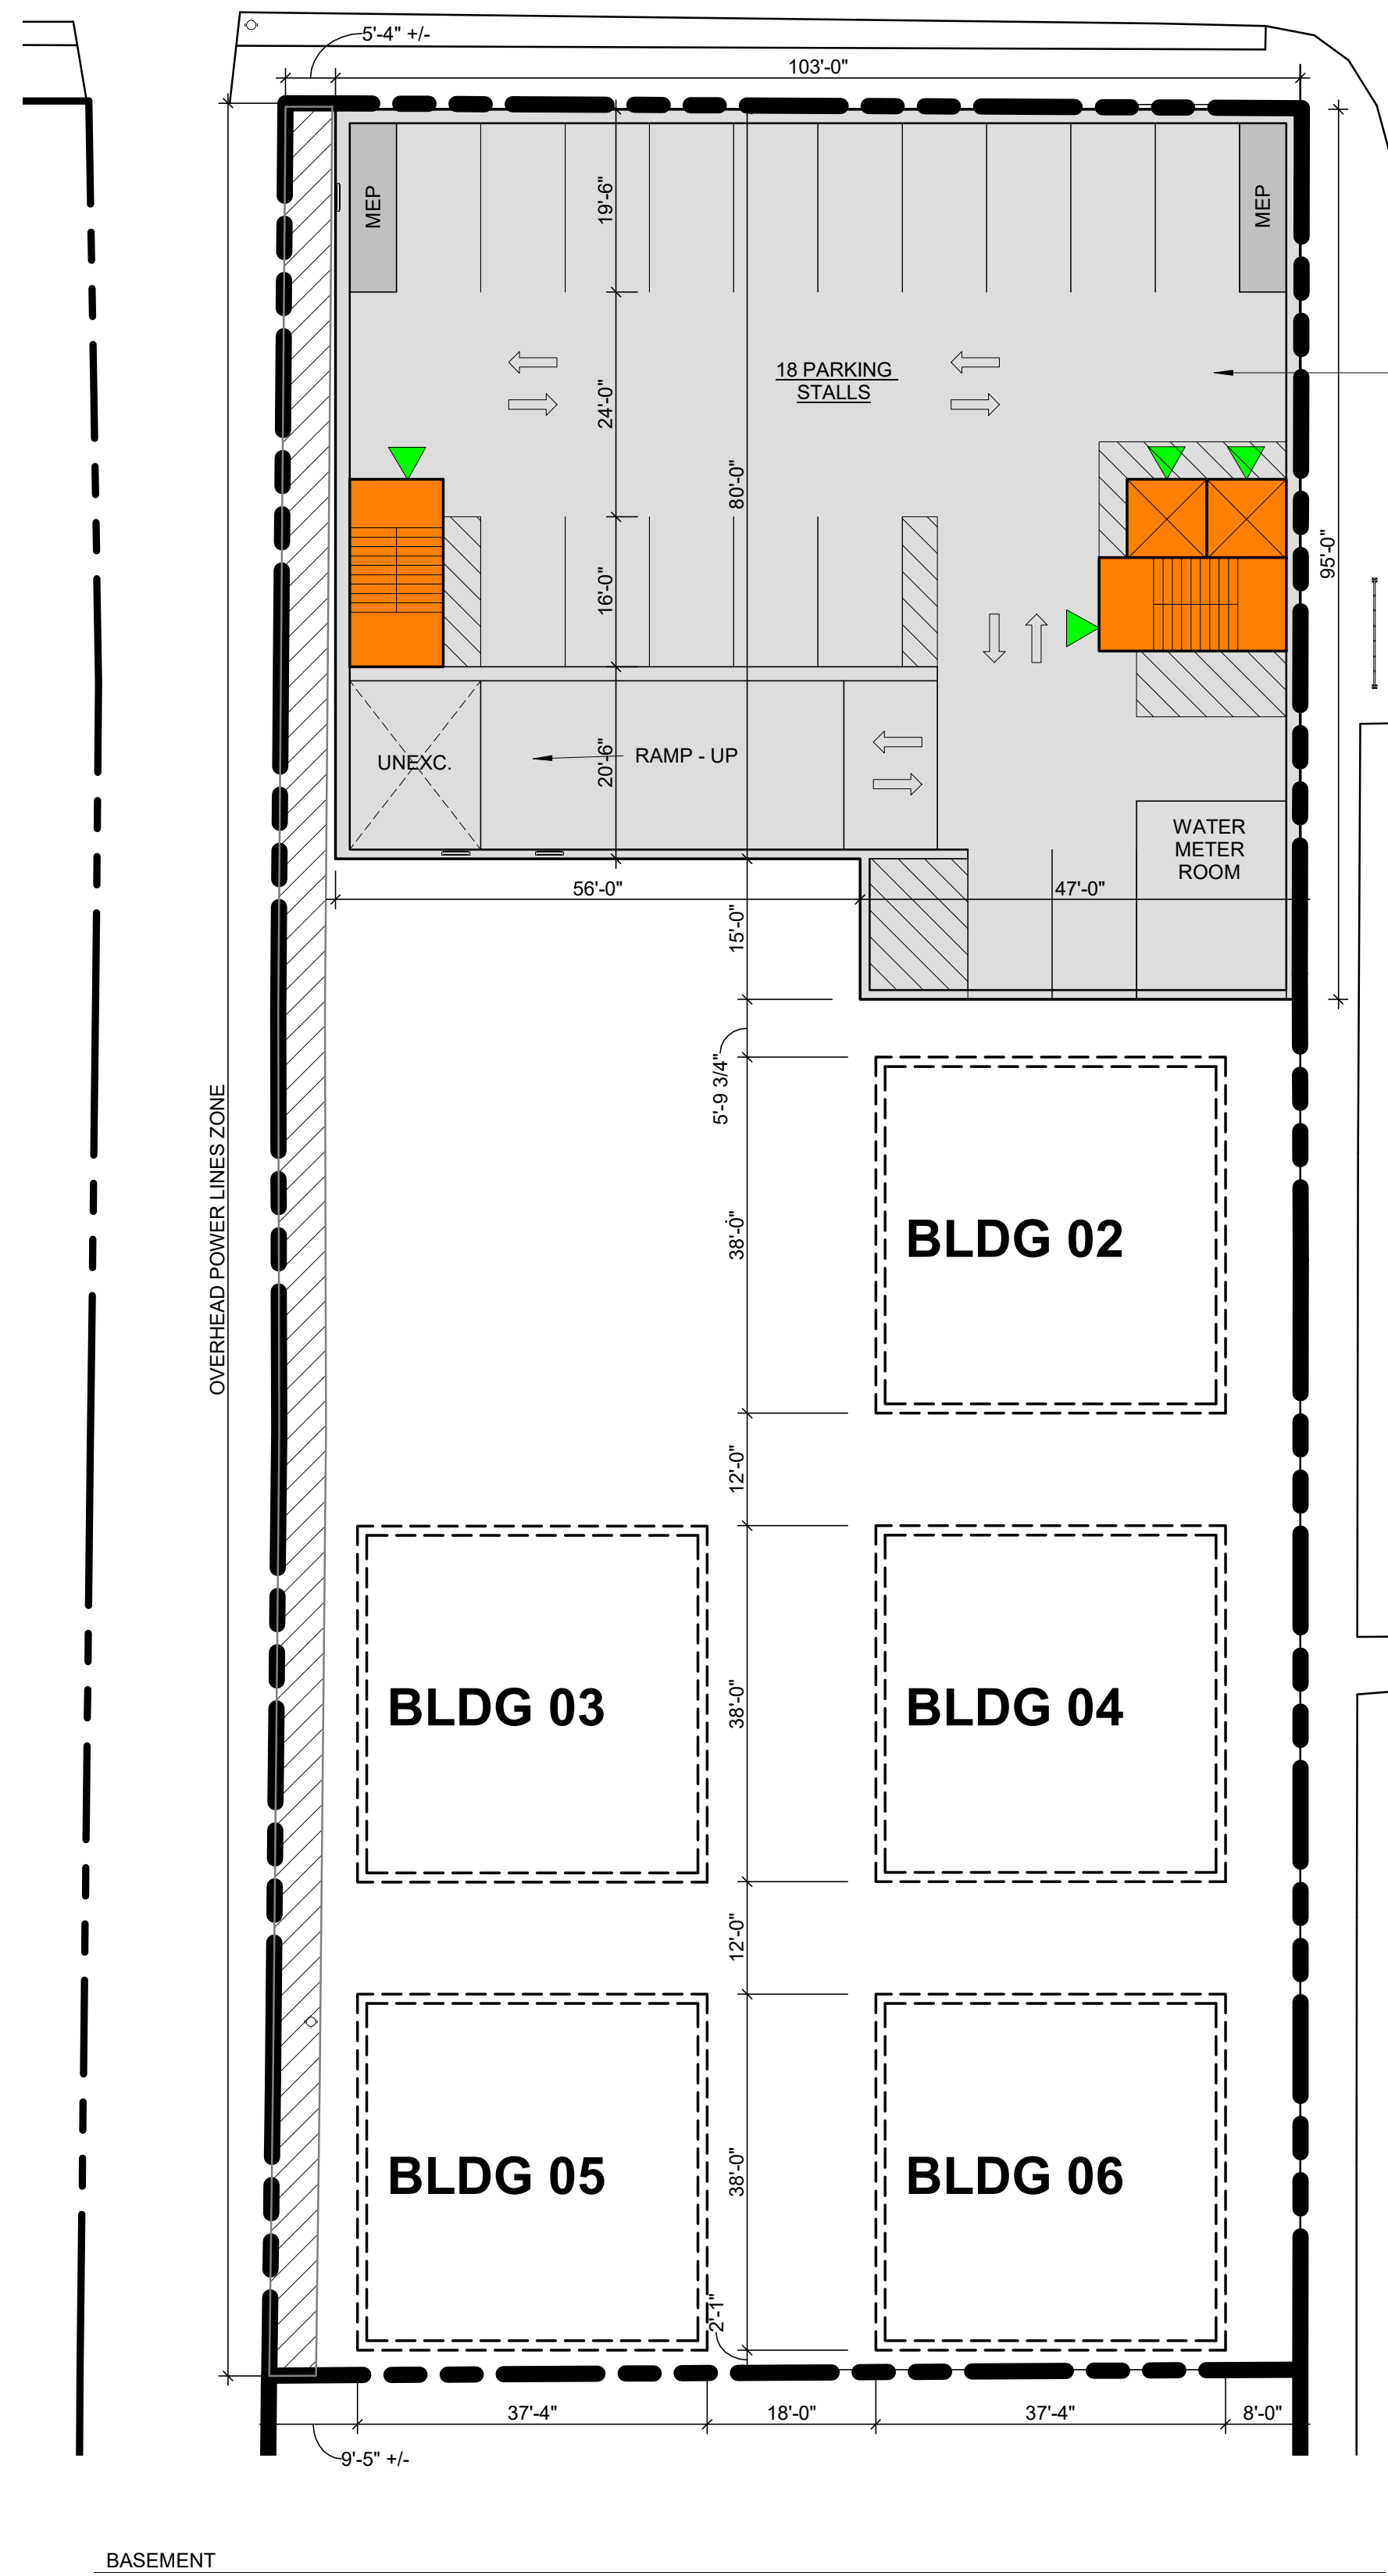 5'-4" +/-
103'-0"
MEP
19'-6"
MEP
18 PARKING
STALLS
24'-0"
80'-0"
95'-0"
16'-0"
UNEXC.
20'-6"
RAMP - UP
WATER
METER
ROOM
56'-0"
47'-0"
15'-0"
5'-9 3/4"
OVERHEAD POWER LINES ZONE
38'-0"
BLDG 02
12'-0"
BLDG 03
38'-0"
BLDG 04
12'-0"
BLDG 05
38'-0"
BLDG 06
2'-1"
37'-4"
18'-0"
37'-4"
8'-0"
9'-5" +/-
BASEMENT